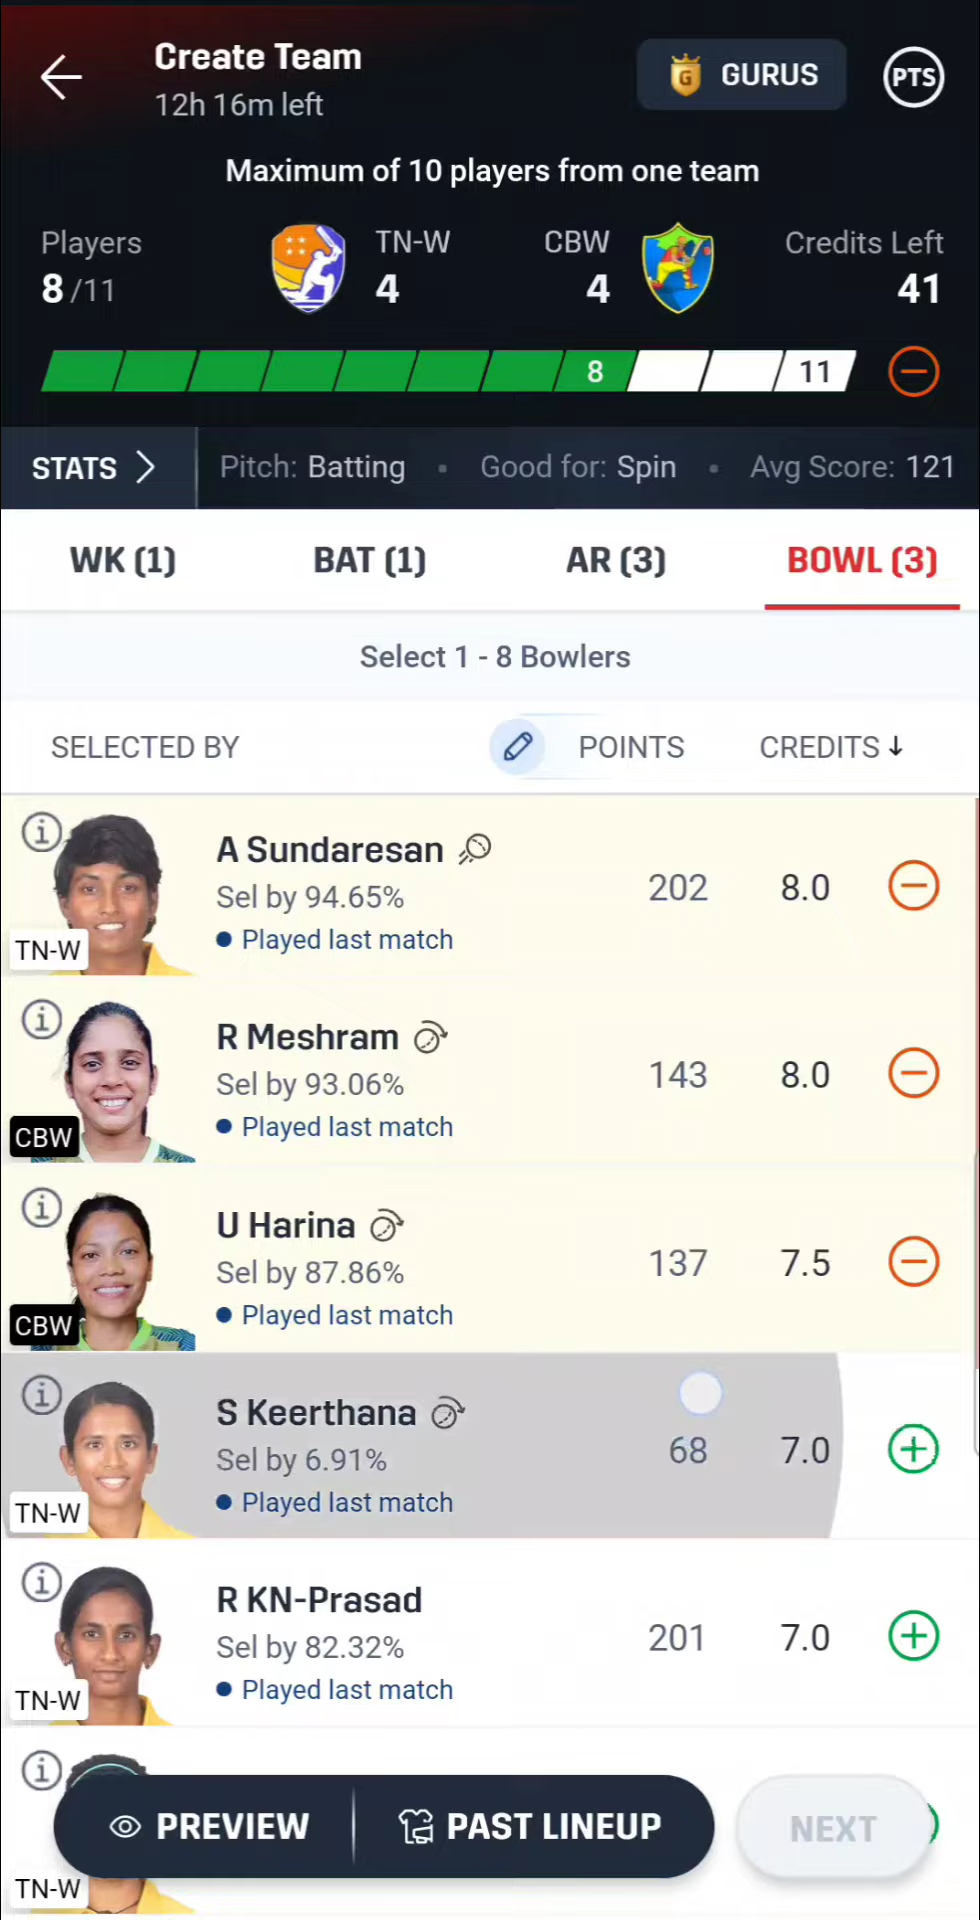 Create Team
12h 16m left
G GURUS
PTS
Maximum of 10 players from one team
Players
8 /11
TN-W
4
CBW
4
Credits Left
41
8
11
STATS
Pitch: Batting • Good for: Spin • Avg Score: 121
WK (1) BAT (1) AR (3) BOWL (3)
Select 1 - 8 Bowlers
SELECTED BY POINTS CREDITS ↓
A Sundaresan
Sel by 94.65%
• Played last match
TN-W
202 8.0
R Meshram
Sel by 93.06%
• Played last match
CBW
143 8.0
U Harina
Sel by 87.86%
• Played last match
CBW
137 7.5
S Keerthana
Sel by 6.91%
• Played last match
TN-W
68 7.0
R KN-Prasad
Sel by 82.32%
• Played last match
TN-W
201 7.0
PREVIEW PAST LINEUP NEXT
TN-W